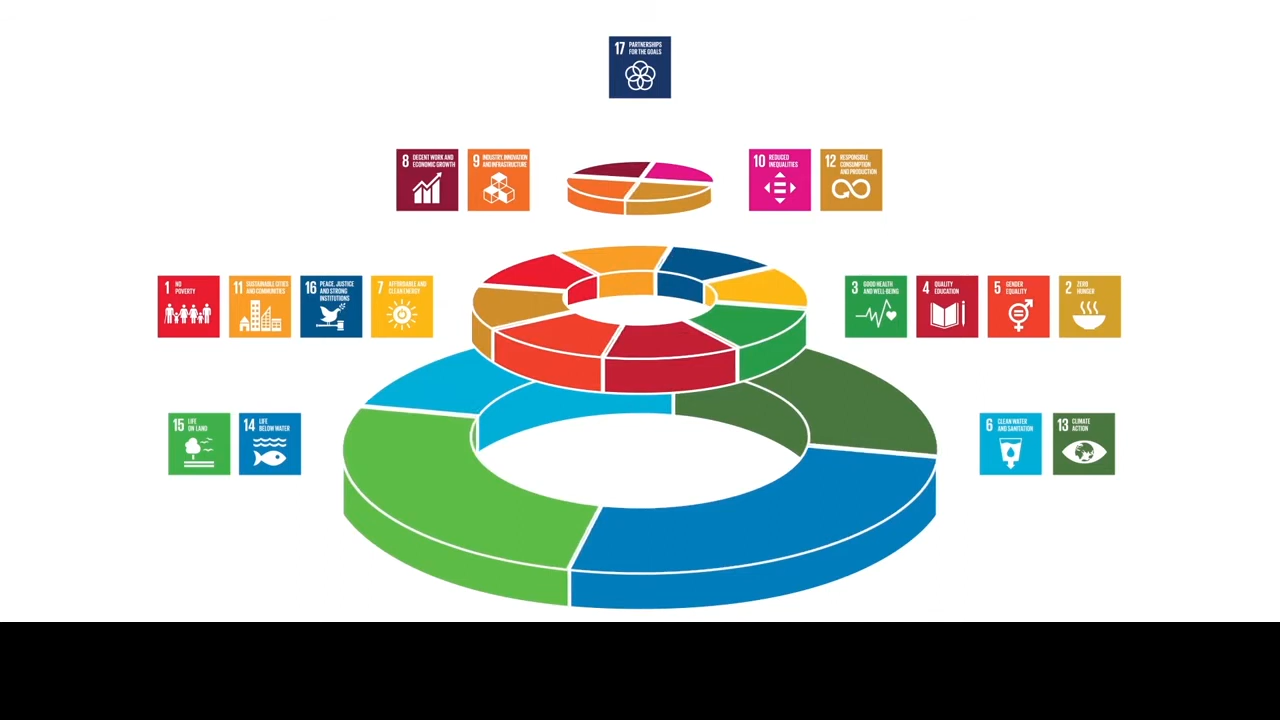 17 PARTNERSHIPS
FOR THE GOALS
8 DECENT WORK AND
ECONOMIC GROWTH
9 INDUSTRY, INNOVATION
AND INFRASTRUCTURE
10 REDUCED
INEQUALITIES
12 RESPONSIBLE
CONSUMPTION
AND PRODUCTION
1 NO
POVERTY
11 SUSTAINABLE CITIES
AND COMMUNITIES
16 PEACE, JUSTICE
AND STRONG
INSTITUTIONS
7 AFFORDABLE AND
CLEAN ENERGY
3 GOOD HEALTH
AND WELL-BEING
4 QUALITY
EDUCATION
5 GENDER
EQUALITY
2 ZERO
HUNGER
15 LIFE
ON LAND
14 LIFE
BELOW WATER
6 CLEAN WATER
AND SANITATION
13 CLIMATE
ACTION